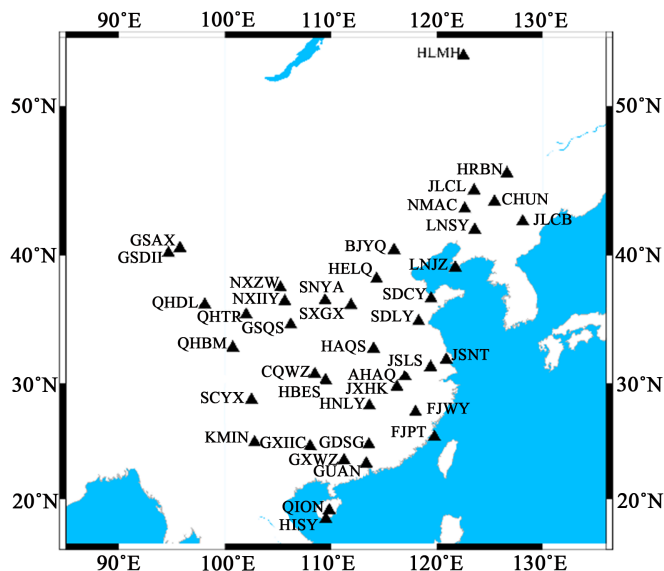 90°E 100°E 110°E 120°E 130°E
HLMH
50°N 50°N
HRBN
JLCL
CHUN
NMAC
JLCB
LNSY
GSAX
BJYQ
40°N 40°N
GSDII
LNJZ
HELQ
NXZW
SNYA
SDCY
NXIIY
QHDL
SXGX
QHTR
SDLY
GSQS
QHBM
HAQS
JSNT
JSLS
CQWZ
AHAQ
30°N 30°N
JXHK
HBES
SCYX
HNLY
FJWY
FJPT
KMIN
GXIIC
GDSG
GXWZ
GUAN
20°N 20°N
QION
HISY
90°E 100°E 110°E 120°E 130°E